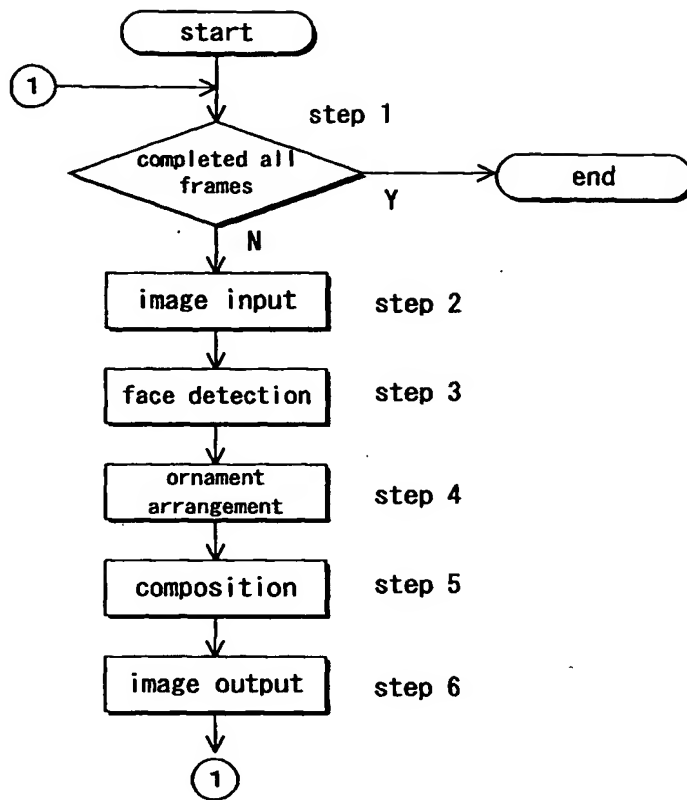 start
1
step 1
completed all
frames
Y
end
N
image input
step 2
face detection
step 3
ornament
arrangement
step 4
composition
step 5
image output
step 6
1